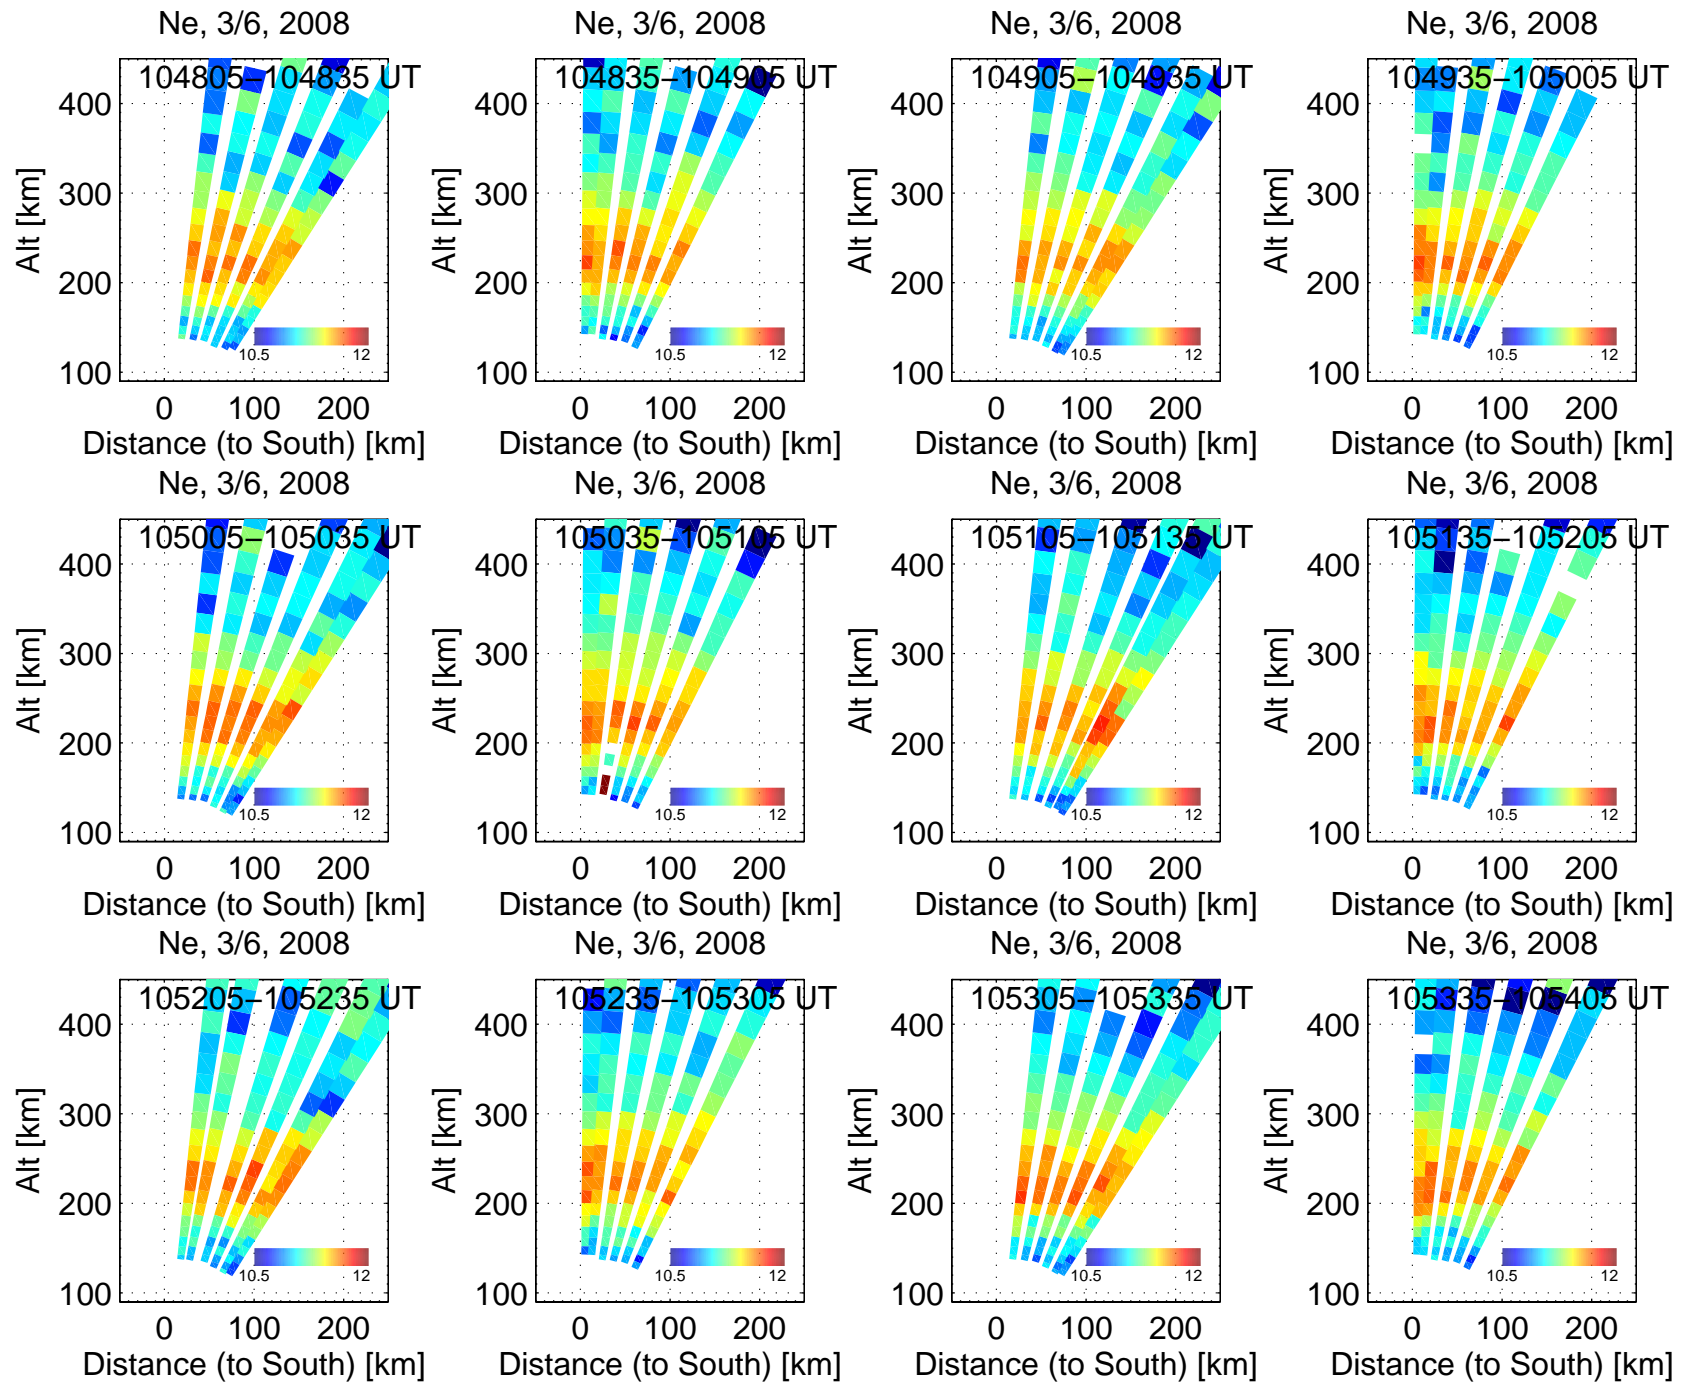 Ne, 3/6, 2008 Ne, 3/6, 2008 Ne, 3/6, 2008 Ne, 3/6, 2008
104805–104835 UT 104835–104905 UT 104905–104935 UT 104935–105005 UT
400 400 400 400
300 300 300 300
Alt [km] Alt [km] Alt [km] Alt [km]
200 200 200 200
10.5 12 10.5 12 10.5 12 10.5 12
100 100 100 100
0 100 200 0 100 200 0 100 200 0 100 200
Distance (to South) [km] Distance (to South) [km] Distance (to South) [km] Distance (to South) [km]
Ne, 3/6, 2008 Ne, 3/6, 2008 Ne, 3/6, 2008 Ne, 3/6, 2008
105005–105035 UT 105035–105105 UT 105105–105135 UT 105135–105205 UT
400 400 400 400
300 300 300 300
Alt [km] Alt [km] Alt [km] Alt [km]
200 200 200 200
10.5 12 10.5 12 10.5 12 10.5 12
100 100 100 100
0 100 200 0 100 200 0 100 200 0 100 200
Distance (to South) [km] Distance (to South) [km] Distance (to South) [km] Distance (to South) [km]
Ne, 3/6, 2008 Ne, 3/6, 2008 Ne, 3/6, 2008 Ne, 3/6, 2008
105205–105235 UT 105235–105305 UT 105305–105335 UT 105335–105405 UT
400 400 400 400
300 300 300 300
Alt [km] Alt [km] Alt [km] Alt [km]
200 200 200 200
10.5 12 10.5 12 10.5 12 10.5 12
100 100 100 100
0 100 200 0 100 200 0 100 200 0 100 200
Distance (to South) [km] Distance (to South) [km] Distance (to South) [km] Distance (to South) [km]